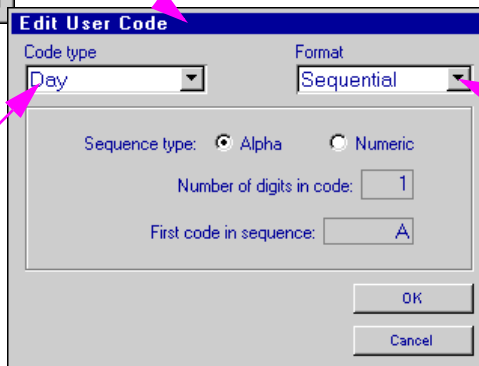 Edit User Code
Code type Format
Day Sequential
Sequence type: Alpha Numeric
Number of digits in code: 1
First code in sequence: A
OK
Cancel